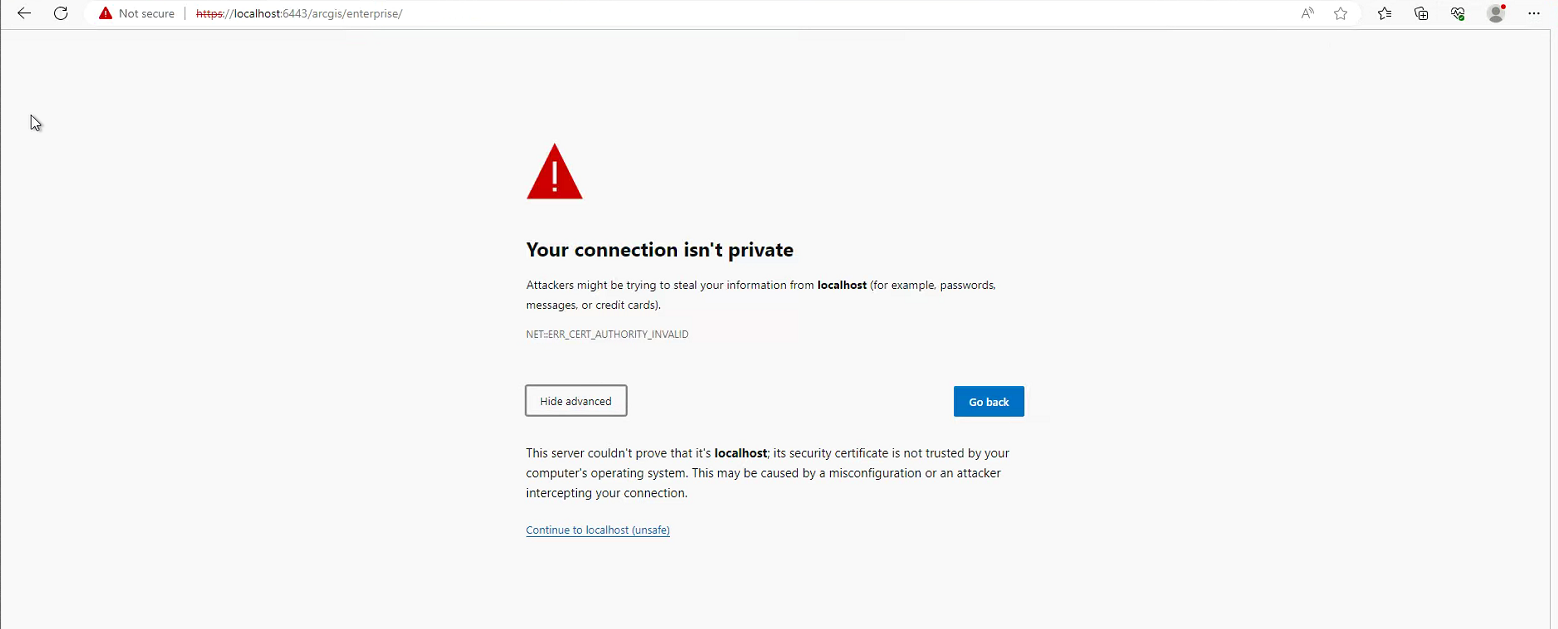 Not secure | https://localhost:6443/arcgis/enterprise/
Your connection isn't private
Attackers might be trying to steal your information from localhost (for example, passwords,
messages, or credit cards).
NET::ERR_CERT_AUTHORITY_INVALID
Hide advanced
Go back
This server couldn't prove that it's localhost; its security certificate is not trusted by your
computer's operating system. This may be caused by a misconfiguration or an attacker
intercepting your connection.
Continue to localhost (unsafe)